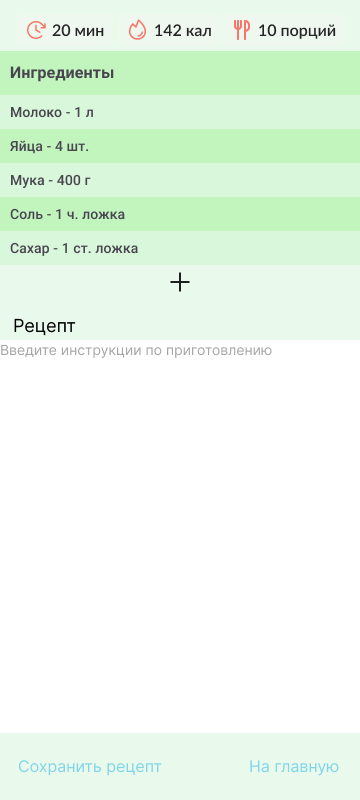 20 мин 142 кал 10 порций
Ингредиенты
Молоко - 1 л
Яйца - 4 шт.
Мука - 400 г
Соль - 1 ч. ложка
Сахар - 1 ст. ложка
Рецепт
Введите инструкции по приготовлению
Сохранить рецепт На главную